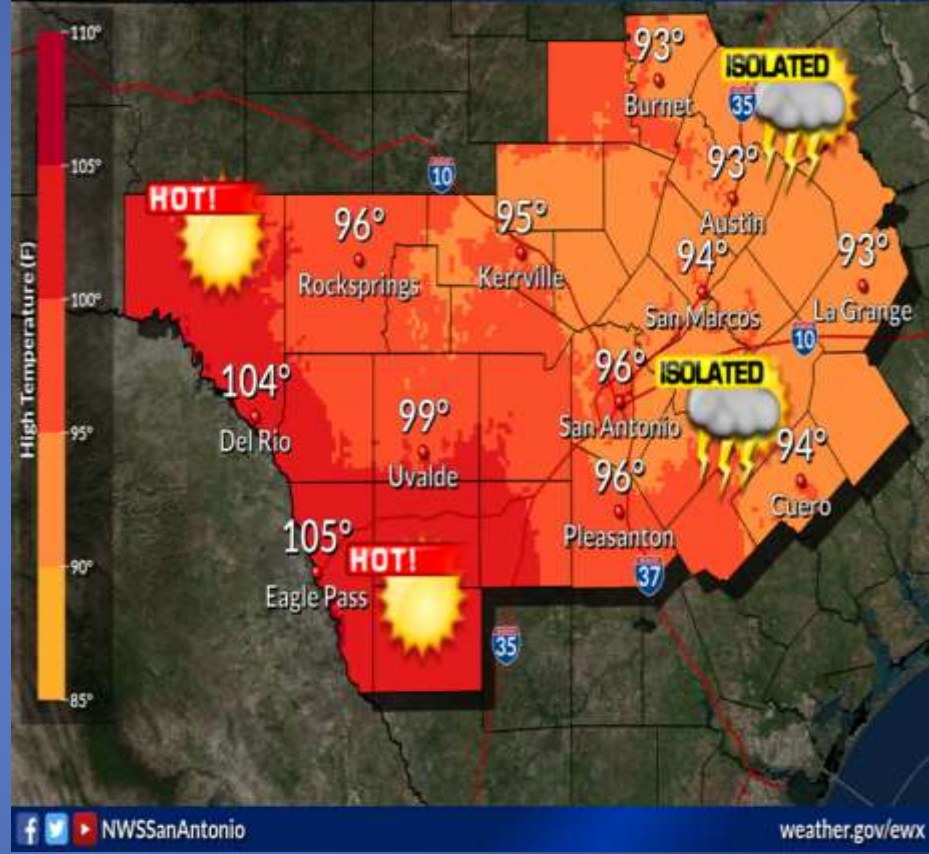 High Temperature (F)
110°
105°
100°
95°
90°
85°
93°
Burnet
ISOLATED
35
10
93°
Austin
HOT!
96°
Rocksprings
95°
Kerrville
94°
San Marcos
93°
La Grange
10
104°
Del Rio
99°
Uvalde
96°
San Antonio
ISOLATED
94°
Cuero
96°
Pleasanton
105°
Eagle Pass
HOT!
37
35
NWSSanAntonio
weather.gov/ewx